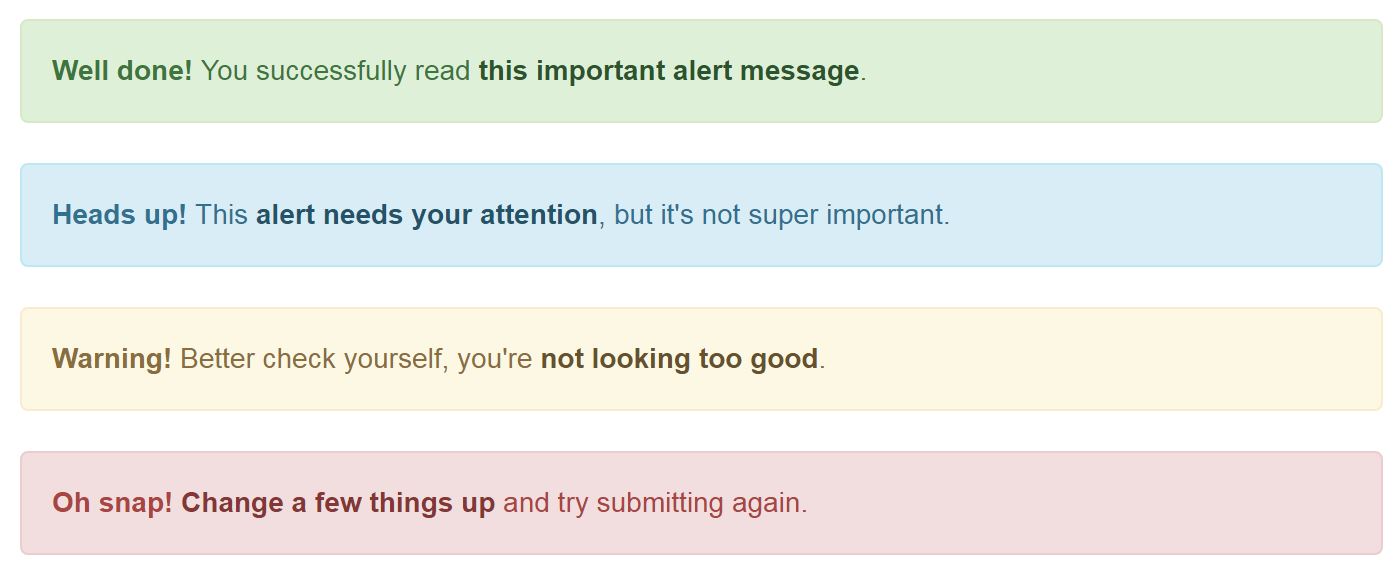 Well done! You successfully read this important alert message.
Heads up! This alert needs your attention, but it's not super important.
Warning! Better check yourself, you're not looking too good.
Oh snap! Change a few things up and try submitting again.